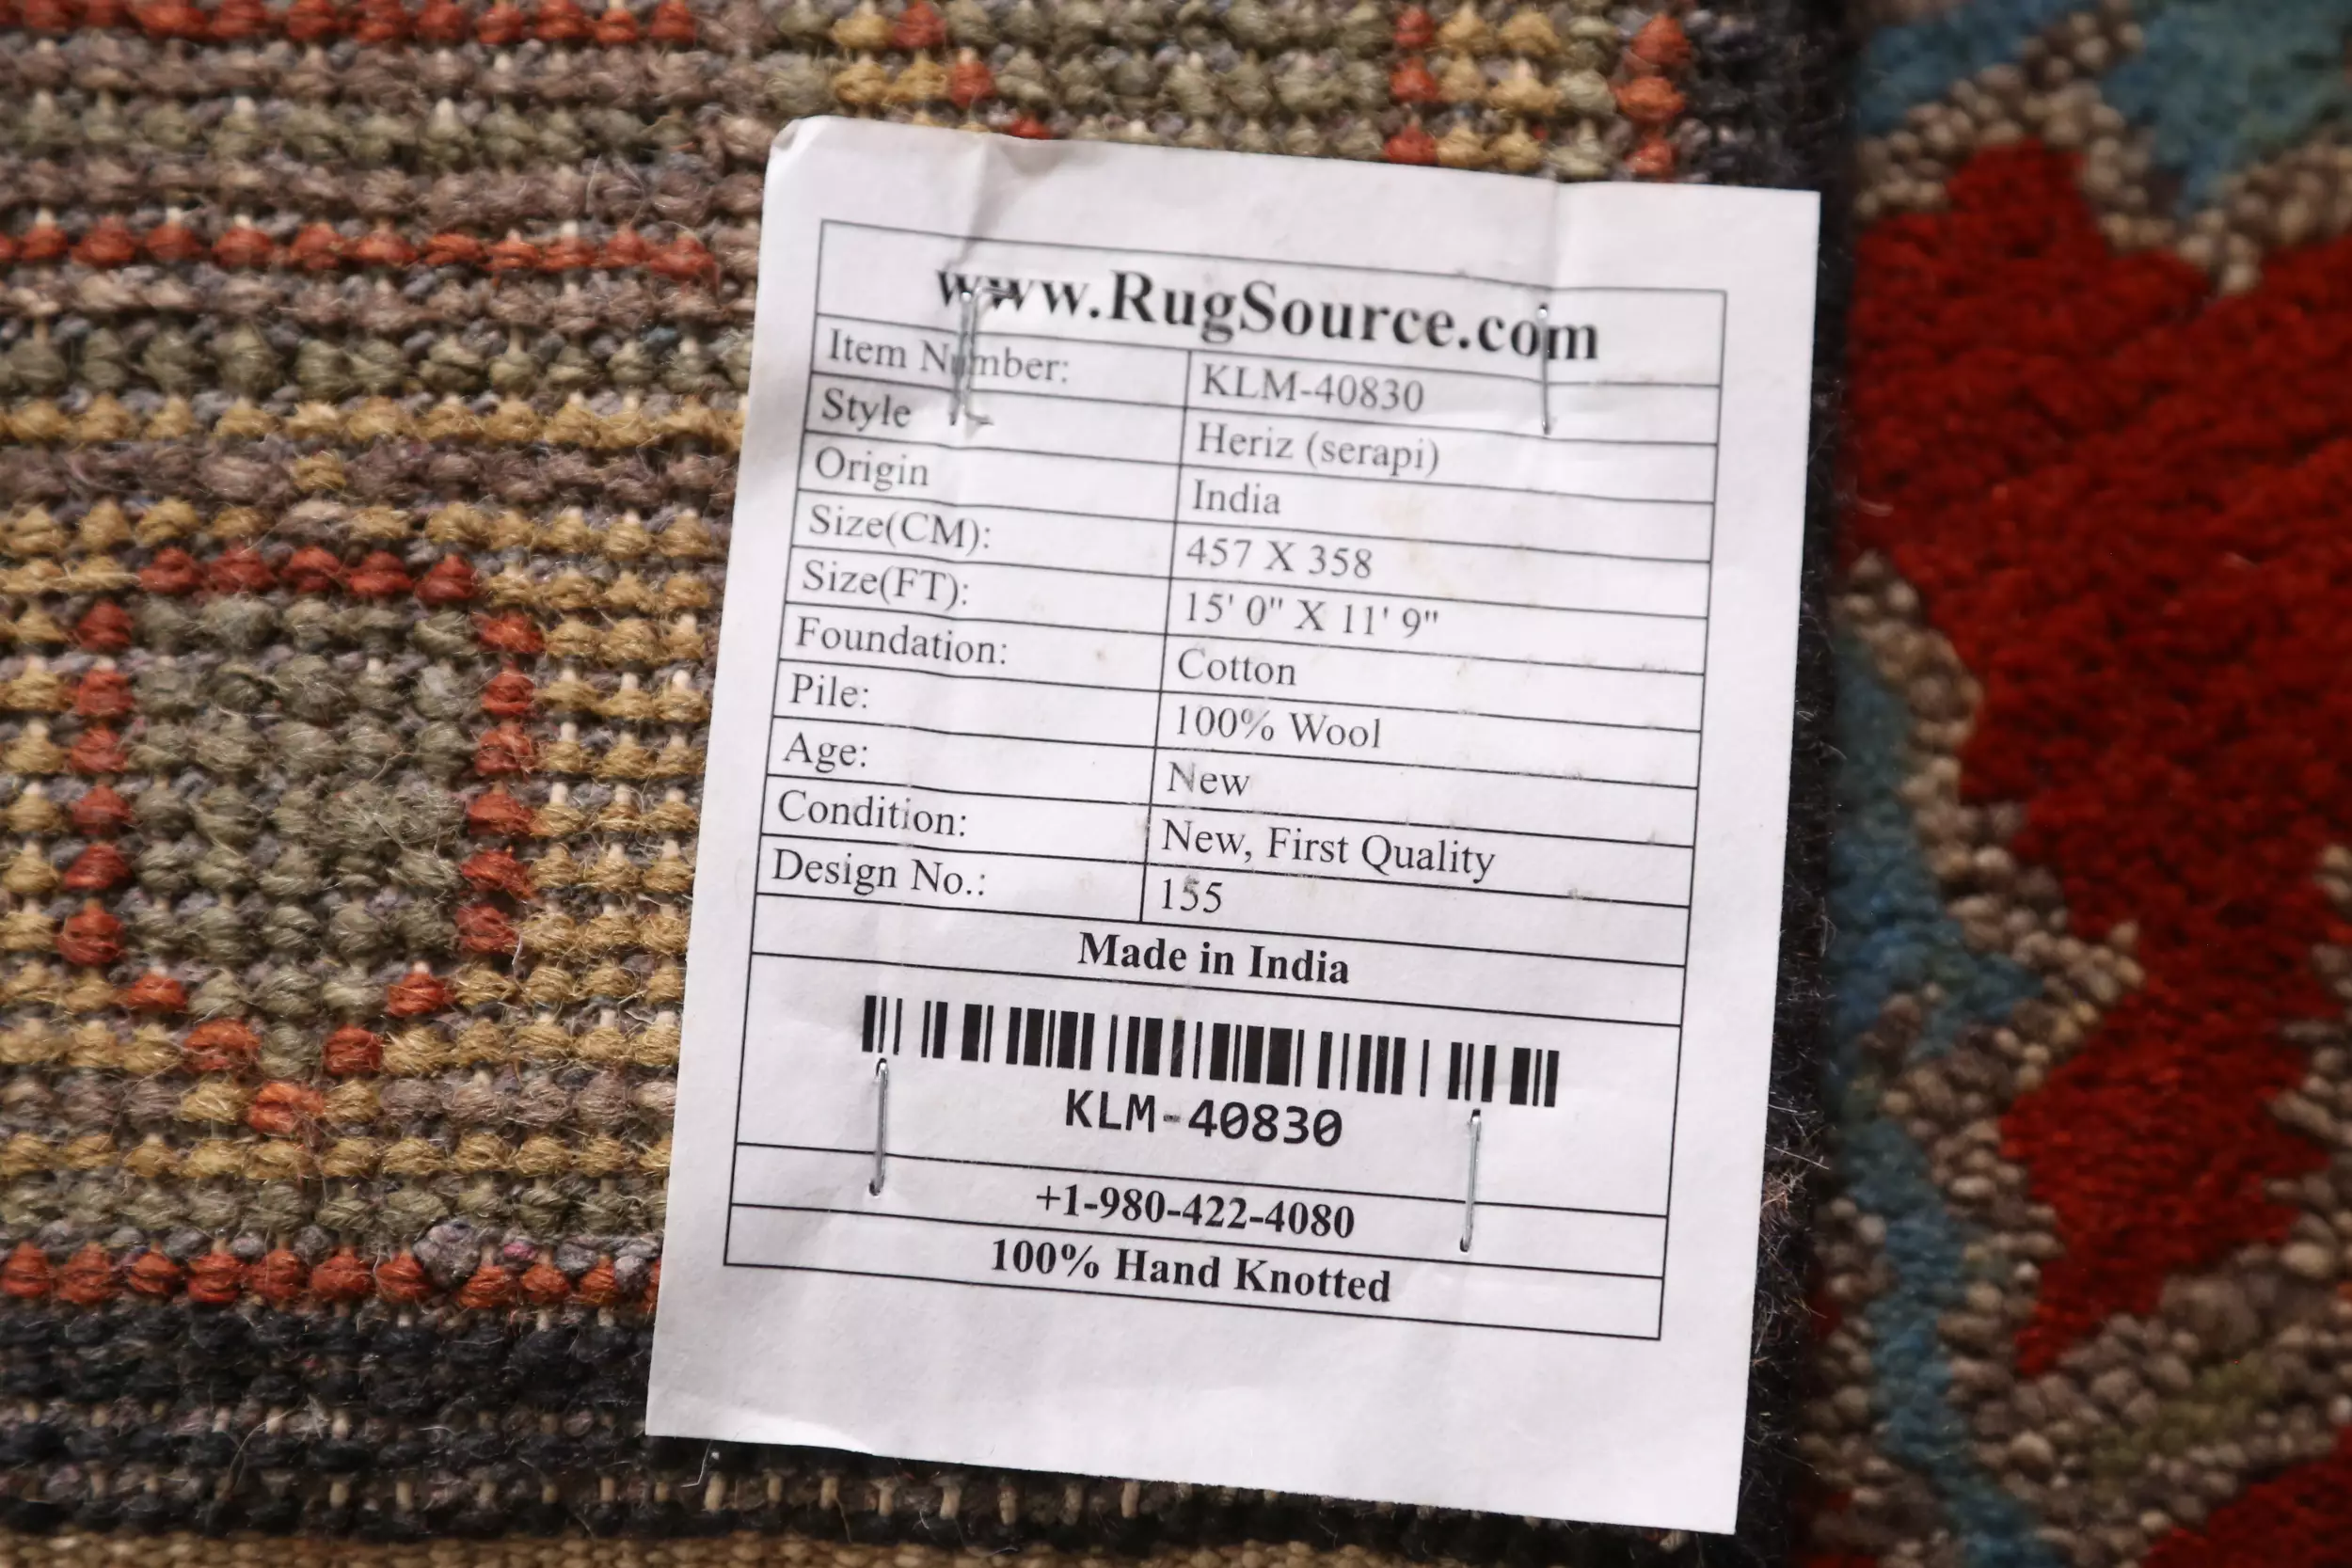 www.RugSource.com
Item Number: KLM-40830
Style Heriz (serapi)
Origin India
Size(CM): 457 X 358
Size(FT): 15' 0" X 11' 9"
Foundation: Cotton
Pile: 100% Wool
Age: New
Condition: New, First Quality
Design No.: 155
Made in India
KLM-40830
+1-980-422-4080
100% Hand Knotted